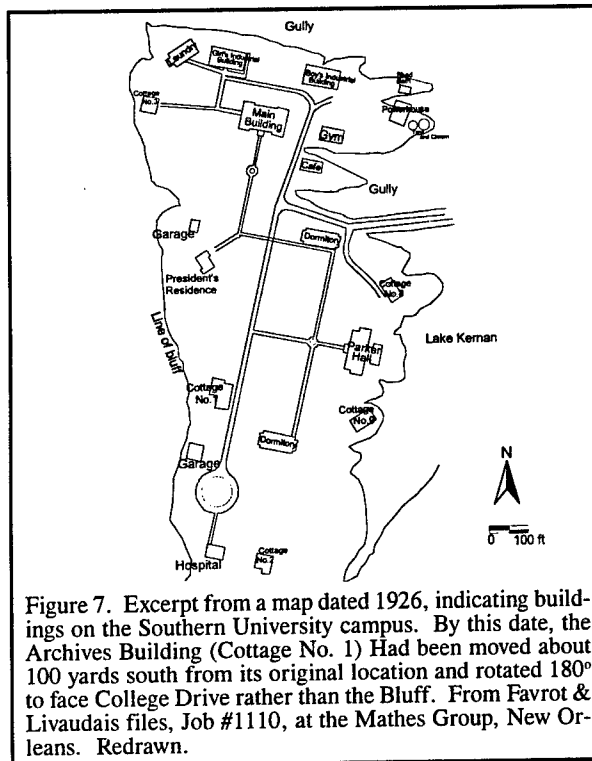 Gully
Laundry
Girl's Industrial
Building
Boy's Industrial
Building
Cottage
No.3
Main
Building
Powerhouse
and Cistern
Gym
Cafe
Gully
Garage
Dormitory
President's
Residence
Cottage
Line of bluff
Lake Kernan
Parker
Hall
Cottage
No.
Cottage
No.9
Dormitory
Garage
N
0 100 ft
Hospital
Cottage
No.2
Figure 7. Excerpt from a map dated 1926, indicating build-
ings on the Southern University campus. By this date, the
Archives Building (Cottage No. 1) Had been moved about
100 yards south from its original location and rotated 180°
to face College Drive rather than the Bluff. From Favrot &
Livaudais files, Job #1110, at the Mathes Group, New Or-
leans. Redrawn.